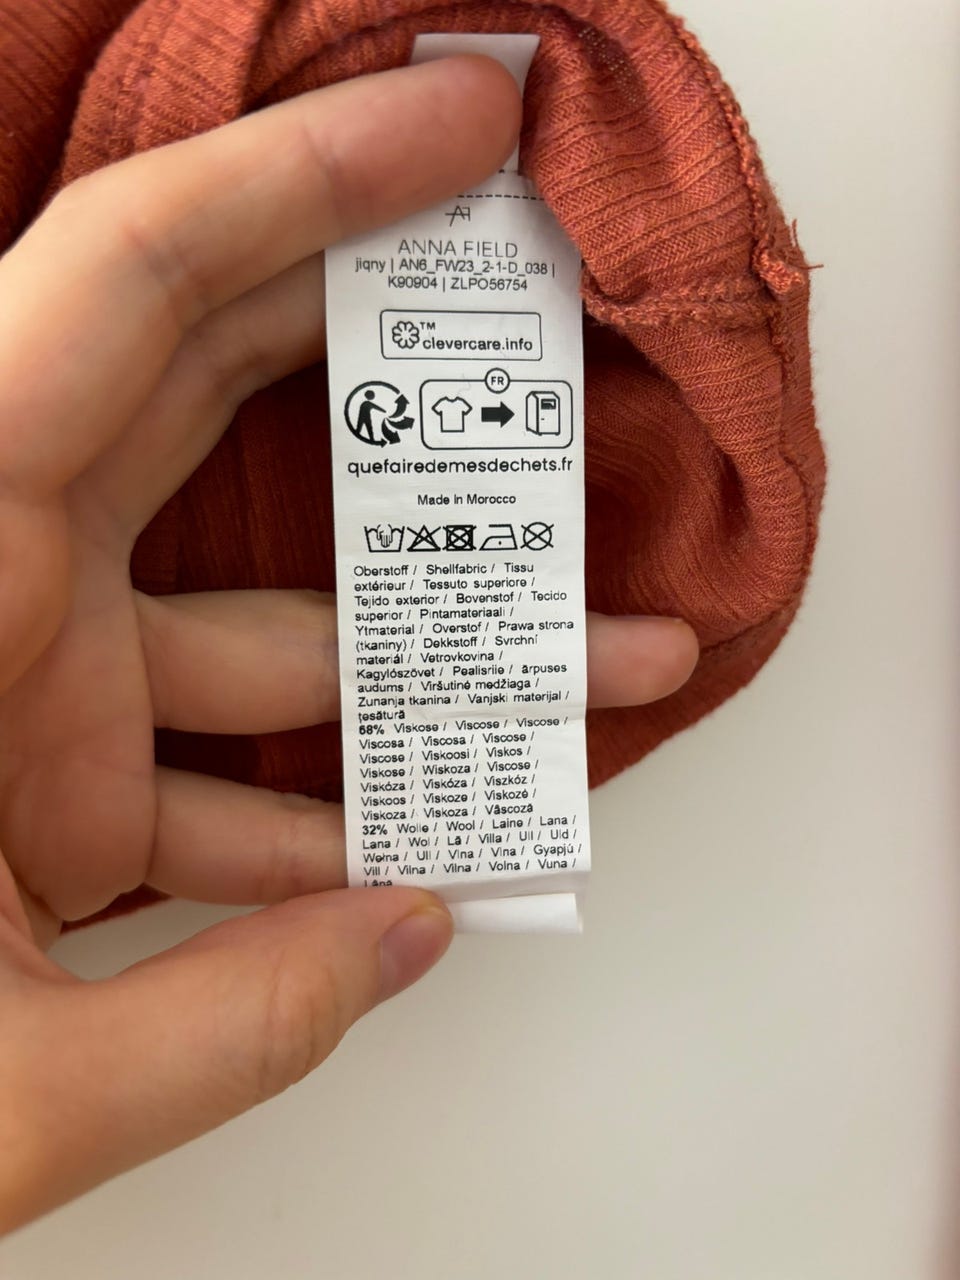 ANNA FIELD
jiqny | AN6_FW23_2-1-D_038 |
K90904 | ZLPO56754
TM
clevercare.info
FR
quefairedemesdechets.fr
Made in Morocco
Oberstoff / Shellfabric / Tissu
extérieur / Tessuto superiore /
Tejido exterior / Bovenstof / Tecido
superior / Pintamateriaali /
Ytmaterial / Overstof / Prawa strona
(tkaniny) / Dekkstoff / Svrchní
materiál / Vetrovkovina /
Kagylószövet / Pealisriie / ārpuses
audums / Viršutinė medžiaga /
Zunanja tkanina / Vanjski materijal /
țesătură
68% Viskose / Viscose / Viscose /
Viscosa / Viscosa / Viscose /
Viscose / Viskoosi / Viskos /
Viskose / Wiskoza / Viscose /
Viskóza / Viskóza / Viszkóz /
Viskoos / Viskoze / Viskozė /
Viskoza / Viskoza / Vâscoză
32% Wolle / Wool / Laine / Lana /
Lana / Wol / Lã / Villa / Ull / Uld /
Wełna / Ull / Vlna / Vlna / Gyapjú /
Vill / Vilna / Vilna / Volna / Vuna /
Lână